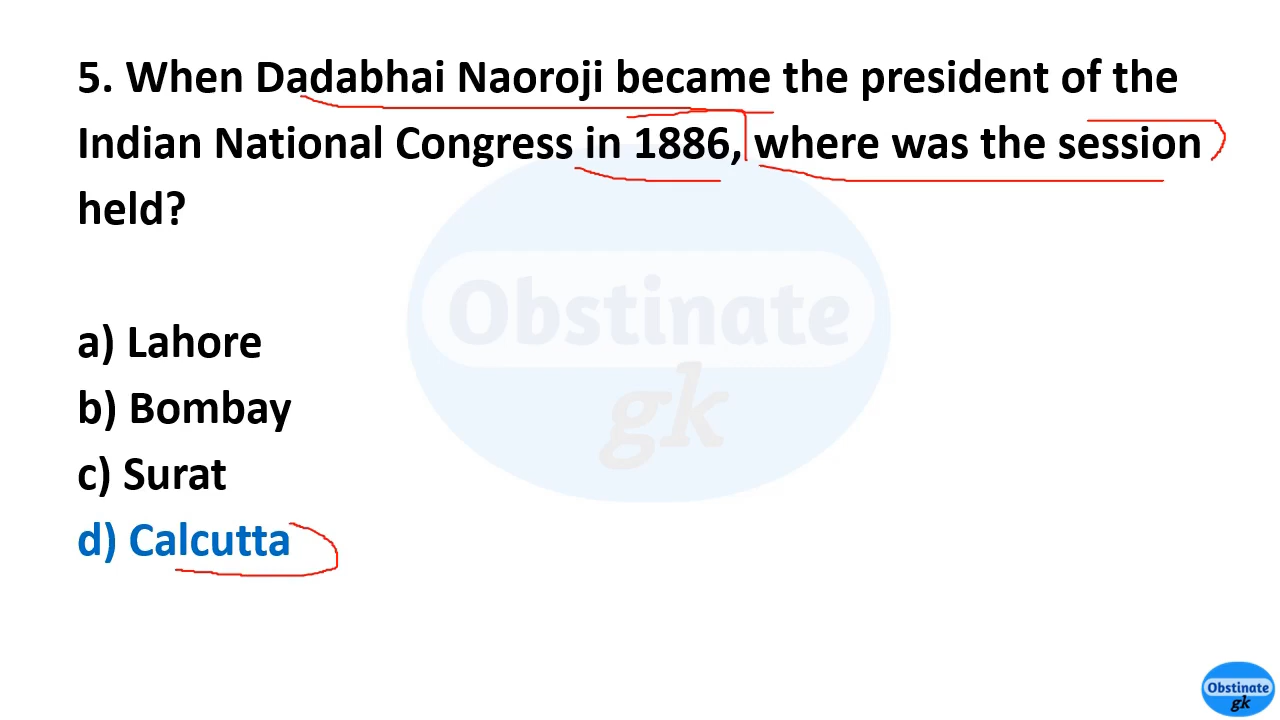 5. When Dadabhai Naoroji became the president of the
Indian National Congress in 1886, where was the session
held?
a) Lahore
b) Bombay
c) Surat
d) Calcutta
Obstinate
gk
Obstinate
gk